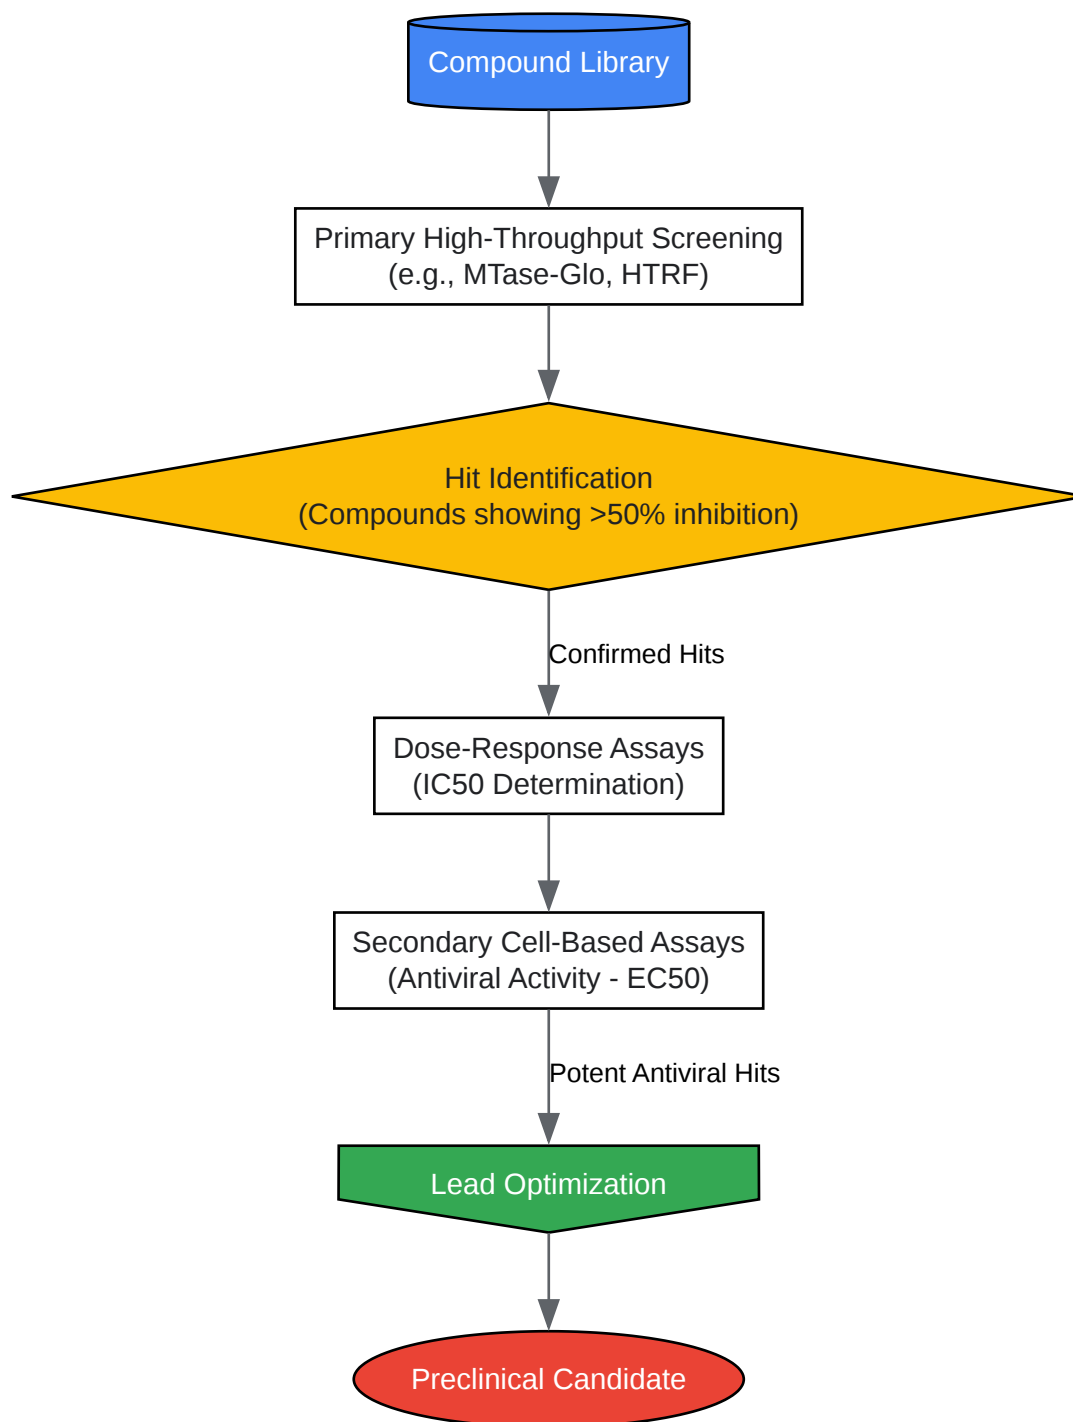 Compound Library
Primary High-Throughput Screening
(e.g., MTase-Glo, HTRF)
Hit Identification
(Compounds showing >50% inhibition)
Confirmed Hits
Dose-Response Assays
(IC50 Determination)
Secondary Cell-Based Assays
(Antiviral Activity - EC50)
Potent Antiviral Hits
Lead Optimization
Preclinical Candidate